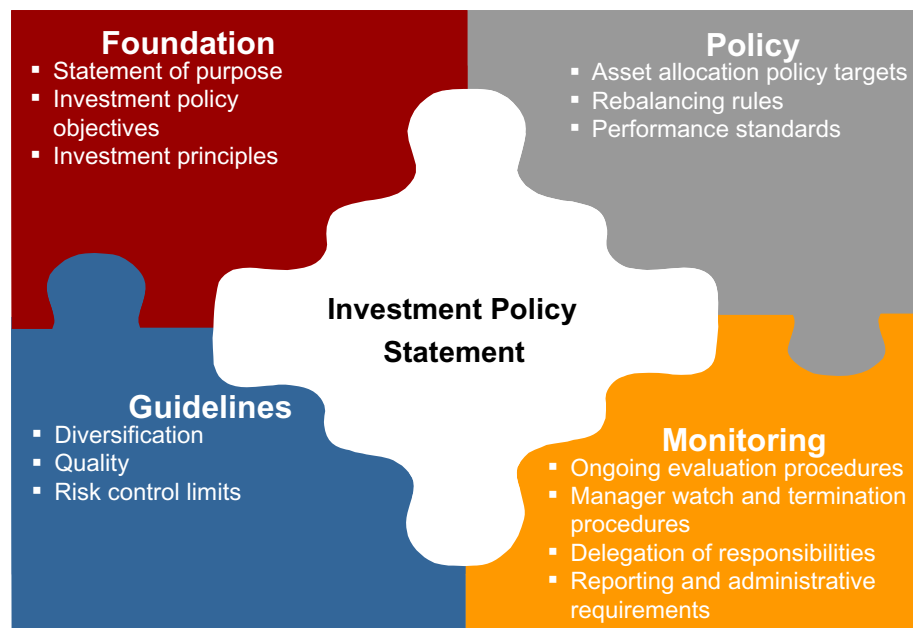 Foundation
▪ Statement of purpose
▪ Investment policy
objectives
▪ Investment principles
Policy
▪ Asset allocation policy targets
▪ Rebalancing rules
▪ Performance standards
Investment Policy
Statement
Guidelines
▪ Diversification
▪ Quality
▪ Risk control limits
Monitoring
▪ Ongoing evaluation procedures
▪ Manager watch and termination
procedures
▪ Delegation of responsibilities
▪ Reporting and administrative
requirements